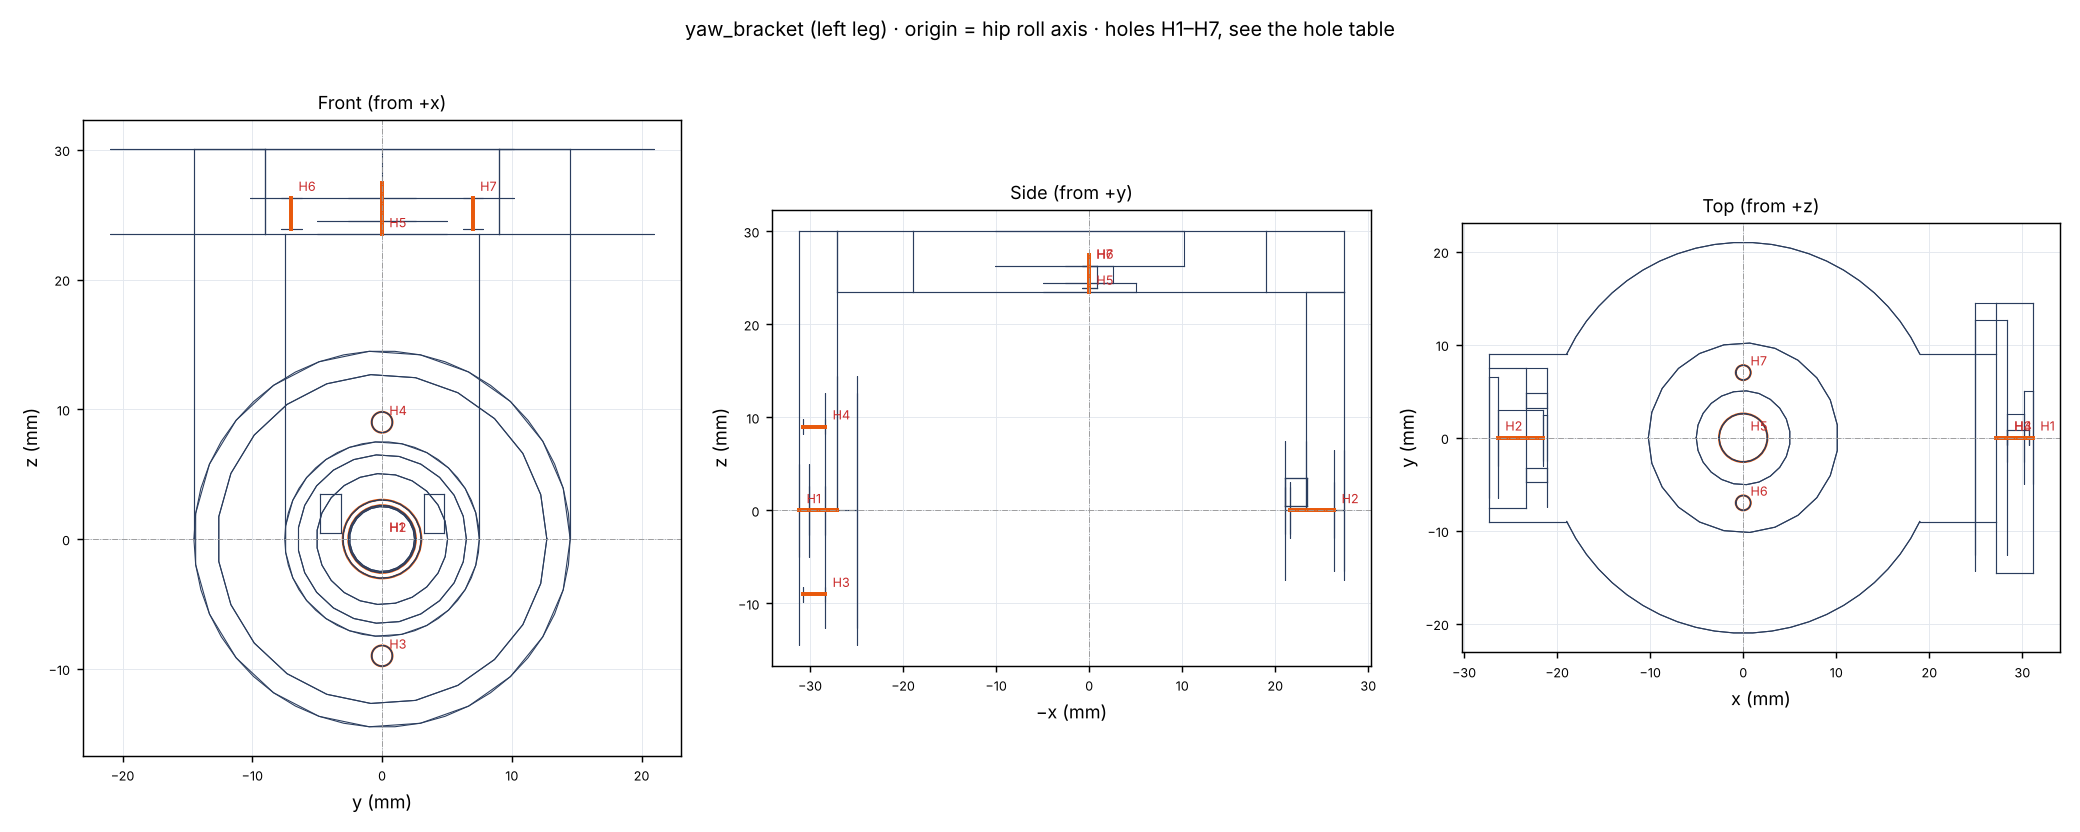 yaw_bracket (left leg) · origin = hip roll axis · holes H1–H7, see the hole table
Front (from +x)
30
20
10
0
−10
z (mm)
−20
−10
0
10
20
y (mm)
H6
H7
H5
H4
H3
Side (from +y)
30
20
10
0
−10
z (mm)
−30
−20
−10
0
10
20
30
−x (mm)
H5
H4
H1
H2
H3
Top (from +z)
20
10
0
−10
−20
y (mm)
−30
−20
−10
0
10
20
30
x (mm)
H7
H5
H2
H1
H6